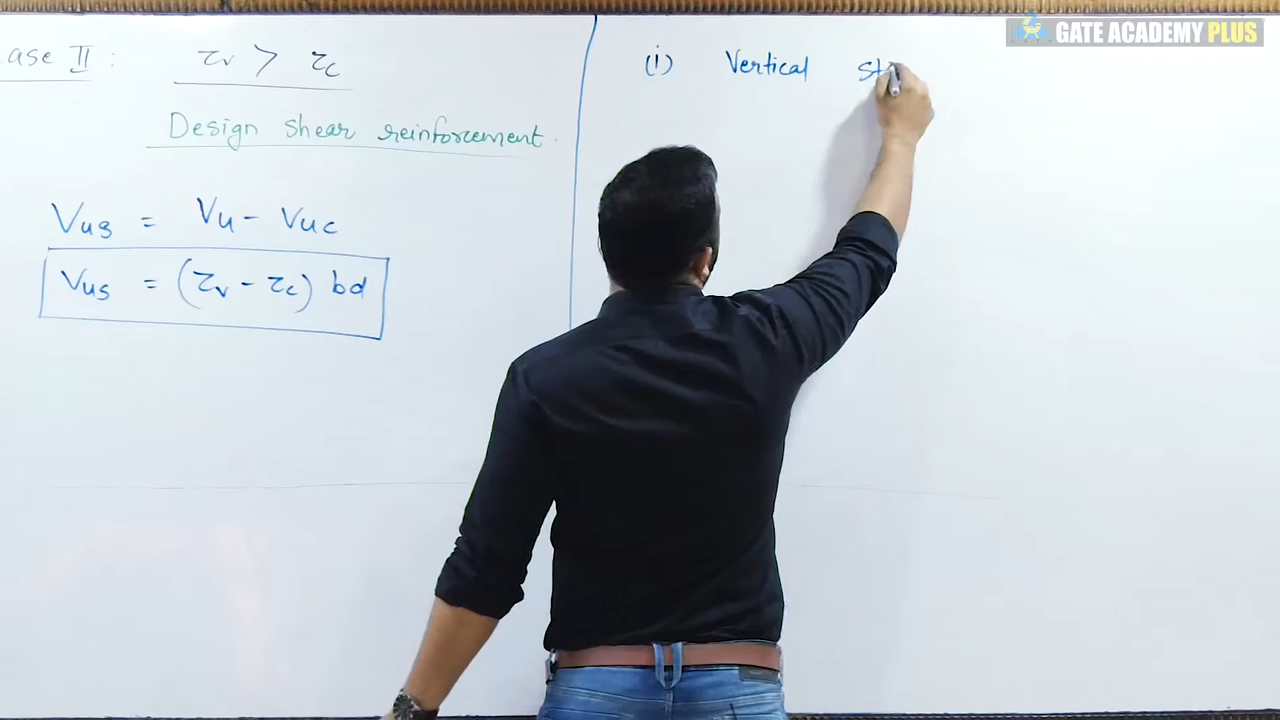 ase II :
τv > τc
Design shear reinforcement.
Vus = Vu - Vuc
Vus = (τv - τc) bd
(i) Vertical st
GATE ACADEMY PLUS